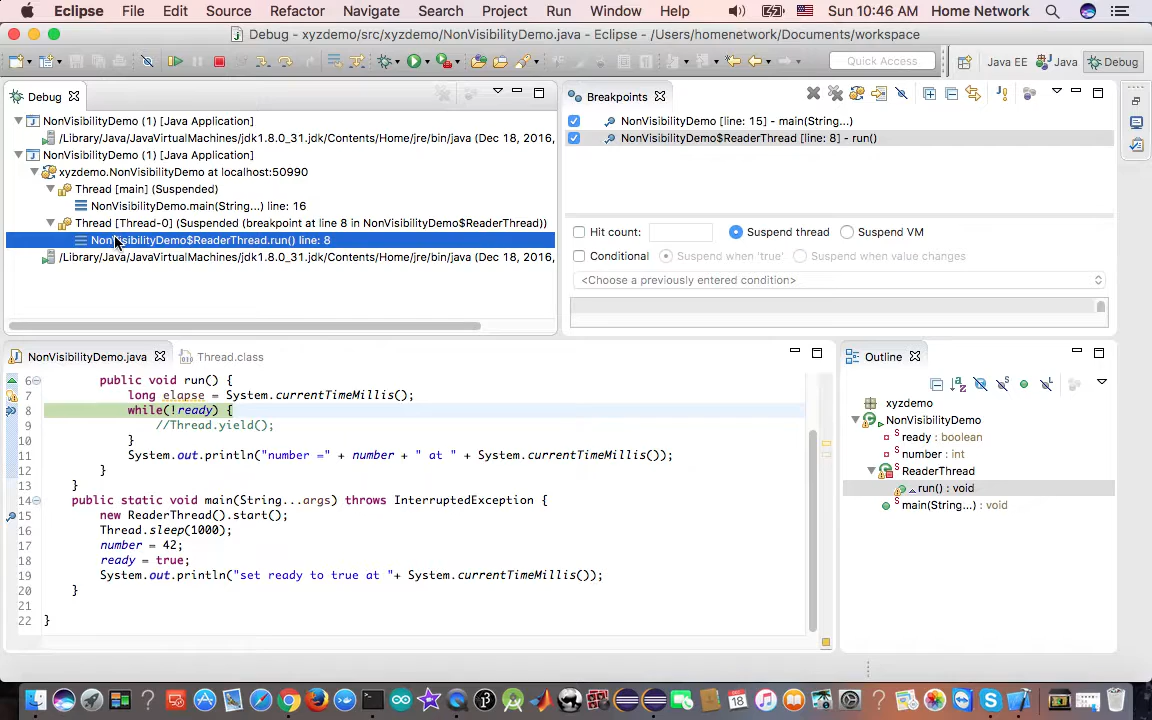 Eclipse File Edit Source Refactor Navigate Search Project Run Window Help Sun 10:46 AM Home Network
Debug - xyzdemo/src/xyzdemo/NonVisibilityDemo.java - Eclipse - /Users/homenetwork/Documents/workspace
Quick Access Java EE Java Debug
Debug
NonVisibilityDemo (1) [Java Application]
/Library/Java/JavaVirtualMachines/jdk1.8.0_31.jdk/Contents/Home/jre/bin/java (Dec 18, 2016,
NonVisibilityDemo (1) [Java Application]
xyzdemo.NonVisibilityDemo at localhost:50990
Thread [main] (Suspended)
NonVisibilityDemo.main(String...) line: 16
Thread [Thread-0] (Suspended (breakpoint at line 8 in NonVisibilityDemo$ReaderThread))
NonVisibilityDemo$ReaderThread.run() line: 8
/Library/Java/JavaVirtualMachines/jdk1.8.0_31.jdk/Contents/Home/jre/bin/java (Dec 18, 2016,
Breakpoints
NonVisibilityDemo [line: 15] - main(String...)
NonVisibilityDemo$ReaderThread [line: 8] - run()
Hit count: Suspend thread Suspend VM
Conditional Suspend when 'true' Suspend when value changes
<Choose a previously entered condition>
NonVisibilityDemo.java Thread.class
6 public void run() {
7 long elapse = System.currentTimeMillis();
8 while(!ready) {
9 //Thread.yield();
10 }
11 System.out.println("number =" + number + " at " + System.currentTimeMillis());
12 }
13 }
14 public static void main(String...args) throws InterruptedException {
15 new ReaderThread().start();
16 Thread.sleep(1000);
17 number = 42;
18 ready = true;
19 System.out.println("set ready to true at "+ System.currentTimeMillis());
20 }
21
22 }
Outline
xyzdemo
NonVisibilityDemo
ready : boolean
number : int
ReaderThread
run() : void
main(String...) : void
18